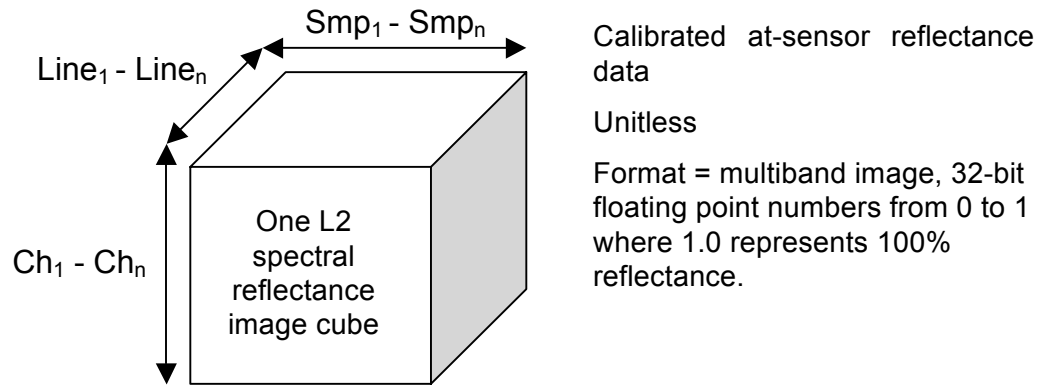 Smp₁ - Smpₙ
Line₁ - Lineₙ
Ch₁ - Chₙ
One L2
spectral
reflectance
image cube
Calibrated at-sensor reflectance
data
Unitless
Format = multiband image, 32-bit
floating point numbers from 0 to 1
where 1.0 represents 100%
reflectance.